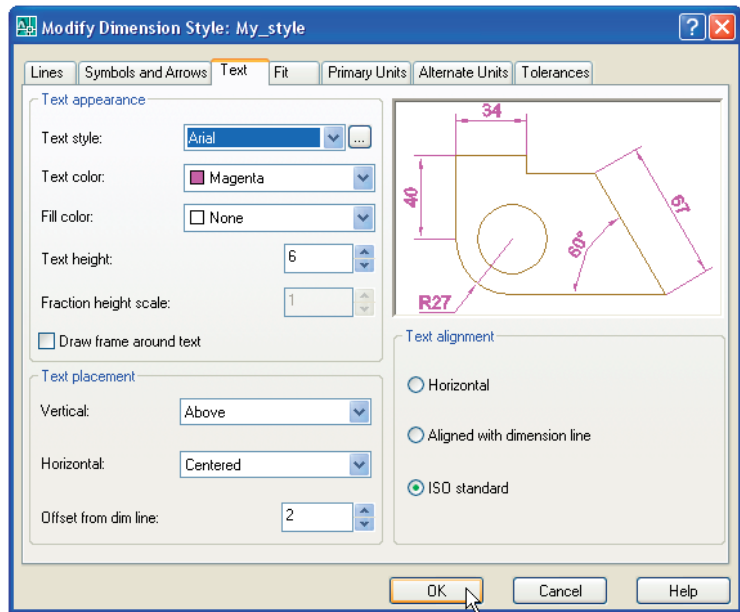 Modify Dimension Style: My_style
Lines Symbols and Arrows Text Fit Primary Units Alternate Units Tolerances
Text appearance
Text style: Arial ...
Text color: Magenta
Fill color: None
Text height: 6
Fraction height scale: 1
Draw frame around text
34
40
67
60°
R27
Text placement
Vertical: Above
Horizontal: Centered
Offset from dim line: 2
Text alignment
Horizontal
Aligned with dimension line
ISO standard
OK Cancel Help